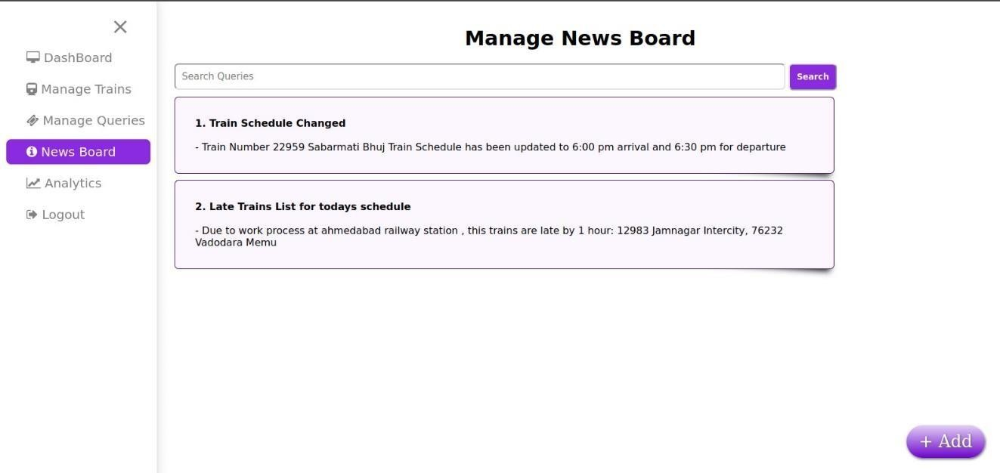 DashBoard
Manage Trains
Manage Queries
News Board
Analytics
Logout
Manage News Board
Search Queries
Search
1. Train Schedule Changed
- Train Number 22959 Sabarmati Bhuj Train Schedule has been updated to 6:00 pm arrival and 6:30 pm for departure
2. Late Trains List for todays schedule
- Due to work process at ahmedabad railway station , this trains are late by 1 hour: 12983 Jamnagar Intercity, 76232
Vadodara Memu
+ Add